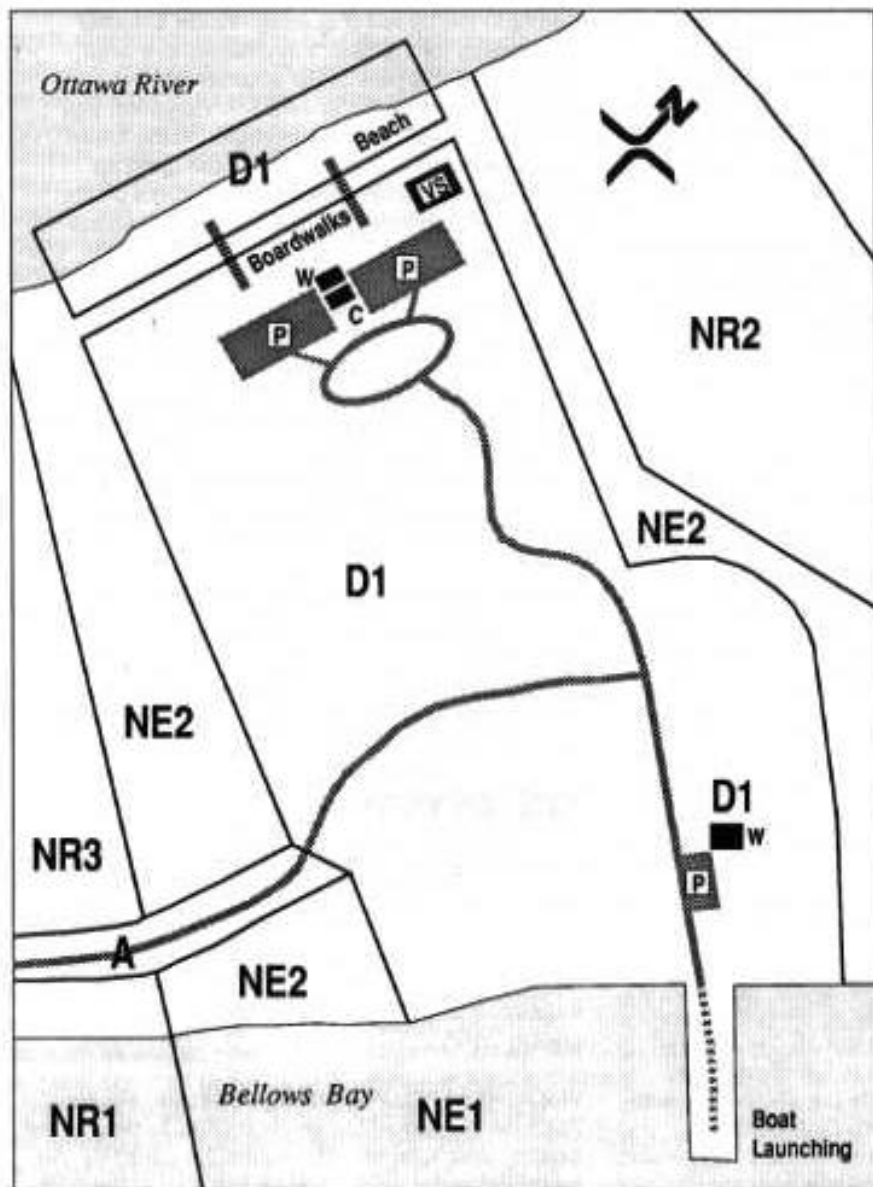 Ottawa River
Beach
D1
VS
N
Boardwalks
W
P
C
P
NR2
NE2
D1
NE2
D1
W
NR3
P
A
NE2
Bellows Bay
NE1
NR1
Boat
Launching